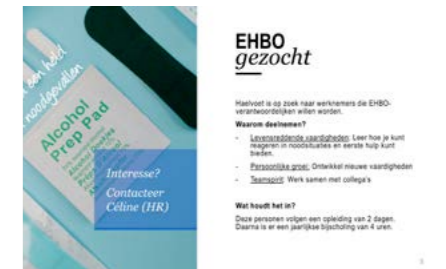 een held
noodgevallen
Alcohol
Prep Pad
Interesse?
Contacteer
Céline (HR)
EHBO
gezocht
Haelvoet is op zoek naar werknemers die EHBO-
verantwoordelijken willen worden.
Waarom deelnemen?
- Levensreddende vaardigheden: Leer hoe je kunt
reageren in noodsituaties en eerste hulp kunt
bieden.
- Persoonlijke groei: Ontwikkel nieuwe vaardigheden
- Teamspirit: Werk samen met collega's
Wat houdt het in?
Deze personen volgen een opleiding van 2 dagen.
Daarna is er een jaarlijkse bijscholing van 4 uren.